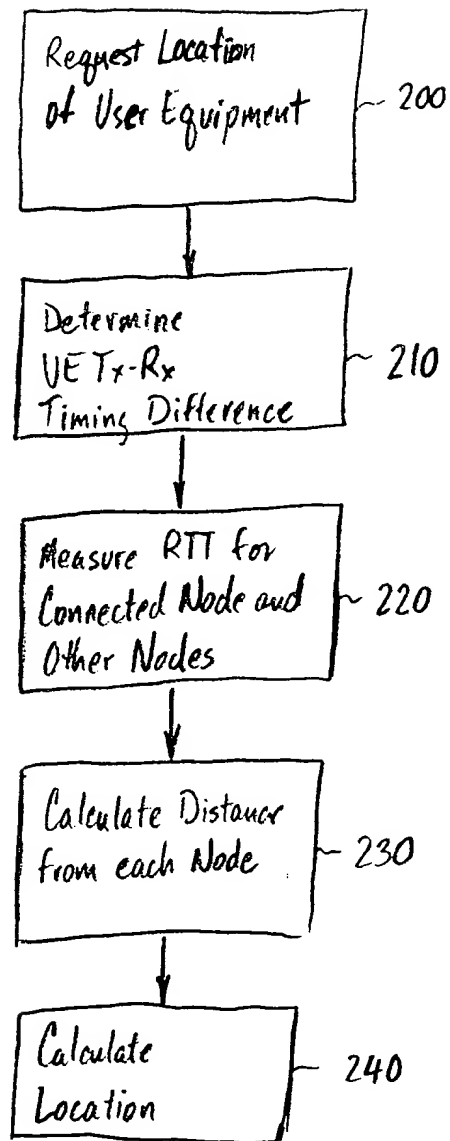 Request Location
of User Equipment
200
Determine
UE Tx-Rx
Timing Difference
210
Measure RTT for
Connected Node and
Other Nodes
220
Calculate Distance
from each Node
230
Calculate
Location
240